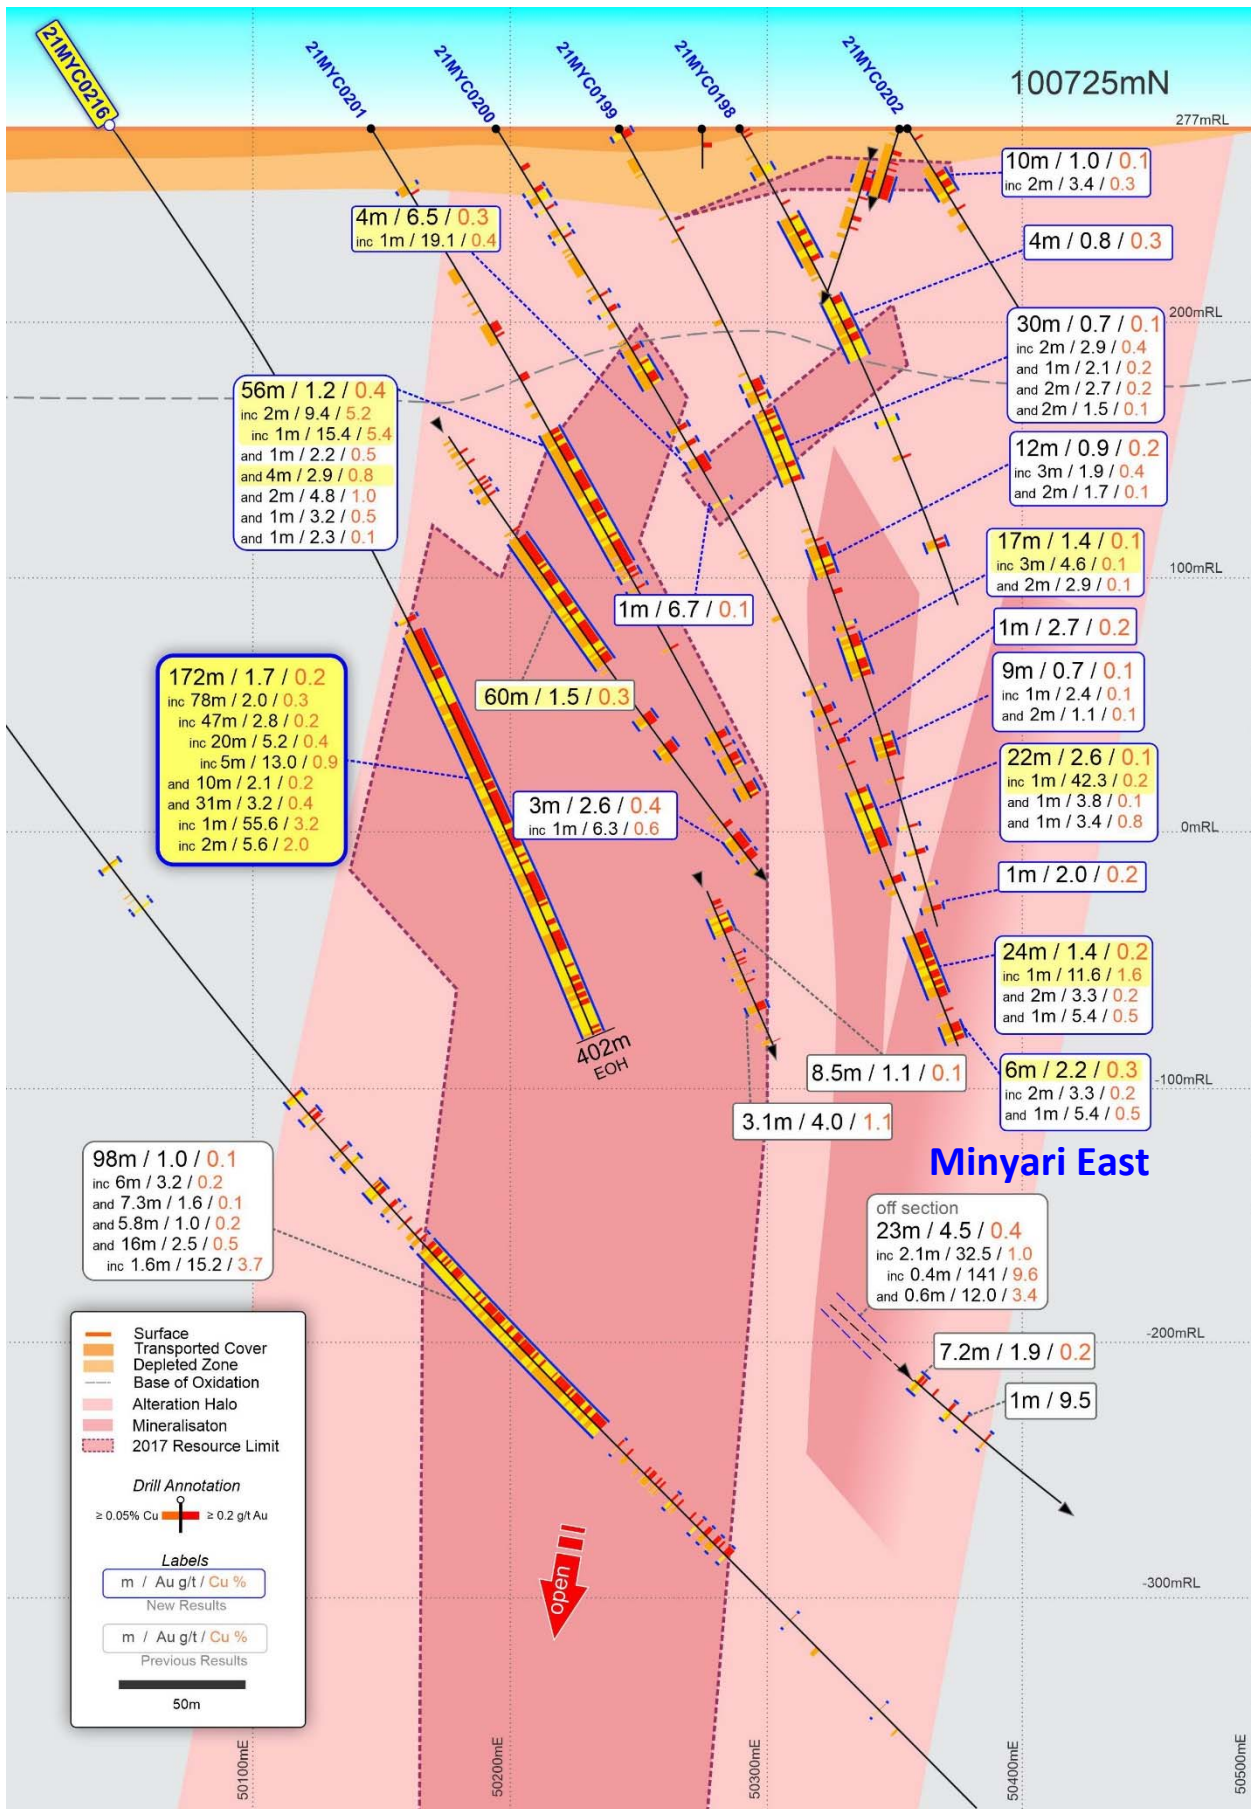 21MYC0216
21MYC0201
21MYC0200
21MYC0199
21MYC0198
21MYC0202
100725mN
277mRL
10m / 1.0 / 0.1
inc 2m / 3.4 / 0.3
4m / 6.5 / 0.3
inc 1m / 19.1 / 0.4
4m / 0.8 / 0.3
200mRL
30m / 0.7 / 0.1
inc 2m / 2.9 / 0.4
and 1m / 2.1 / 0.2
and 2m / 2.7 / 0.2
and 2m / 1.5 / 0.1
56m / 1.2 / 0.4
inc 2m / 9.4 / 5.2
inc 1m / 15.4 / 5.4
and 1m / 2.2 / 0.5
and 4m / 2.9 / 0.8
and 2m / 4.8 / 1.0
and 1m / 3.2 / 0.5
and 1m / 2.3 / 0.1
12m / 0.9 / 0.2
inc 3m / 1.9 / 0.4
and 2m / 1.7 / 0.1
17m / 1.4 / 0.1
inc 3m / 4.6 / 0.1
and 2m / 2.9 / 0.1
100mRL
1m / 6.7 / 0.1
1m / 2.7 / 0.2
172m / 1.7 / 0.2
inc 78m / 2.0 / 0.3
inc 47m / 2.8 / 0.2
inc 20m / 5.2 / 0.4
inc 5m / 13.0 / 0.9
and 10m / 2.1 / 0.2
and 31m / 3.2 / 0.4
inc 1m / 55.6 / 3.2
inc 2m / 5.6 / 2.0
60m / 1.5 / 0.3
9m / 0.7 / 0.1
inc 1m / 2.4 / 0.1
and 2m / 1.1 / 0.1
22m / 2.6 / 0.1
inc 1m / 42.3 / 0.2
and 1m / 3.8 / 0.1
and 1m / 3.4 / 0.8
3m / 2.6 / 0.4
inc 1m / 6.3 / 0.6
0mRL
1m / 2.0 / 0.2
24m / 1.4 / 0.2
inc 1m / 11.6 / 1.6
and 2m / 3.3 / 0.2
and 1m / 5.4 / 0.5
402m
EOH
8.5m / 1.1 / 0.1
6m / 2.2 / 0.3
inc 2m / 3.3 / 0.2
and 1m / 5.4 / 0.5
-100mRL
3.1m / 4.0 / 1.1
Minyari East
98m / 1.0 / 0.1
inc 6m / 3.2 / 0.2
and 7.3m / 1.6 / 0.1
and 5.8m / 1.0 / 0.2
and 16m / 2.5 / 0.5
inc 1.6m / 15.2 / 3.7
off section
23m / 4.5 / 0.4
inc 2.1m / 32.5 / 1.0
inc 0.4m / 141 / 9.6
and 0.6m / 12.0 / 3.4
-200mRL
7.2m / 1.9 / 0.2
1m / 9.5
Surface
Transported Cover
Depleted Zone
Base of Oxidation
Alteration Halo
Mineralisaton
2017 Resource Limit
Drill Annotation
≥ 0.05% Cu ≥ 0.2 g/t Au
Labels
m / Au g/t / Cu %
New Results
m / Au g/t / Cu %
Previous Results
50m
open
-300mRL
50100mE
50200mE
50300mE
50400mE
50500mE